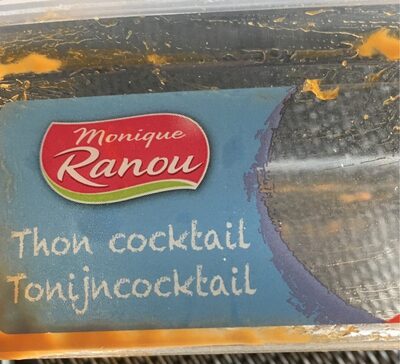 Monique
Ranou
Thon cocktail
Tonijncocktail